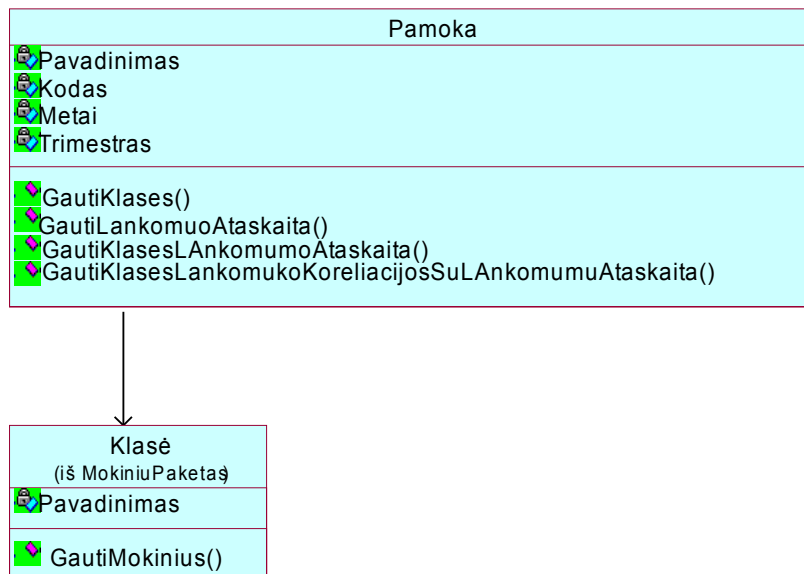 Pamoka
Pavadinimas
Kodas
Metai
Trimestras
GautiKlases()
GautiLankomuoAtaskaita()
GautiKlasesLAnkomumoAtaskaita()
GautiKlasesLankomukoKoreliacijosSuLAnkomumuAtaskaita()
Klasė
(iš MokiniuPaketas)
Pavadinimas
GautiMokinius()